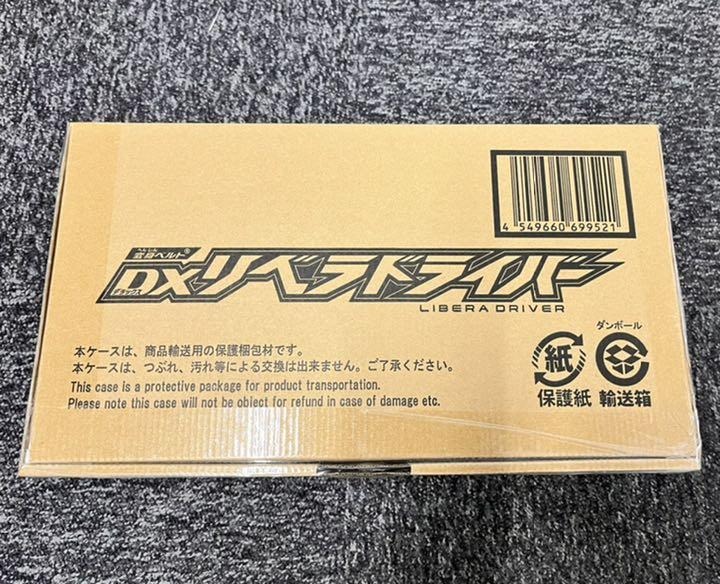 4 549660 699521
へんしん
変身ベルト®
DXリベラドライバー
デラックス
LIBERA DRIVER
本ケースは、商品輸送用の保護梱包材です。
本ケースは、つぶれ、汚れ等による交換は出来ません。ご了承ください。
This case is a protective package for product transportation.
Please note this case will not be object for refund in case of damage etc.
紙
保護紙
ダンボール
輸送箱